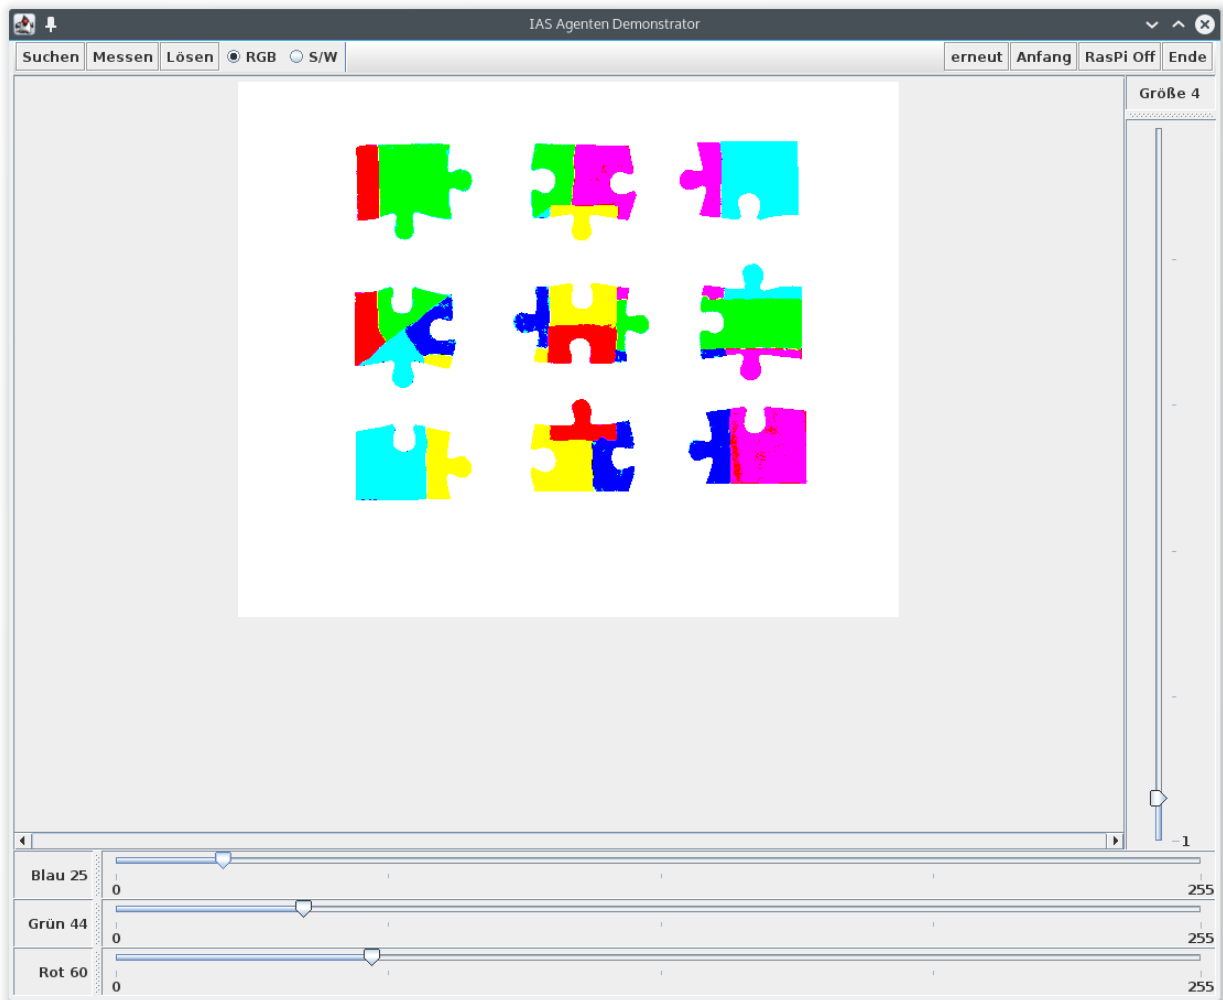 IAS Agenten Demonstrator
Suchen Messen Lösen RGB S/W erneut Anfang RasPi Off Ende
Größe 4
1
Blau 25
0 255
Grün 44
0 255
Rot 60
0 255